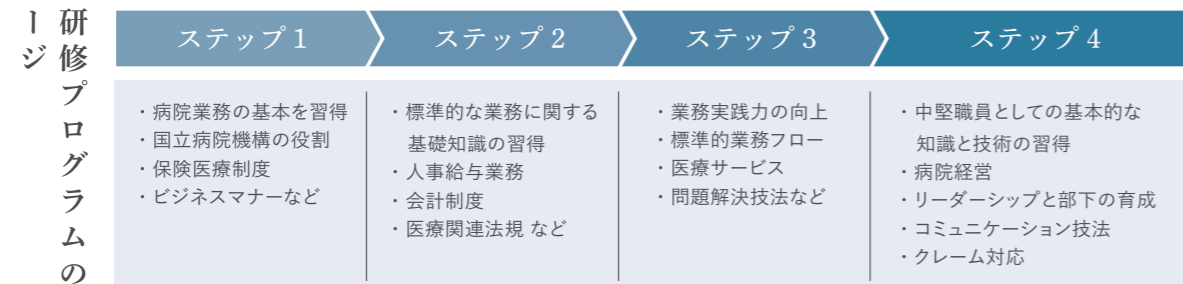 研修プログラムの
ージ
ステップ 1
・病院業務の基本を習得
・国立病院機構の役割
・保険医療制度
・ビジネスマナーなど
ステップ 2
・標準的な業務に関する
基礎知識の習得
・人事給与業務
・会計制度
・医療関連法規 など
ステップ 3
・業務実践力の向上
・標準的業務フロー
・医療サービス
・問題解決技法など
ステップ 4
・中堅職員としての基本的な
知識と技術の習得
・病院経営
・リーダーシップと部下の育成
・コミュニケーション技法
・クレーム対応